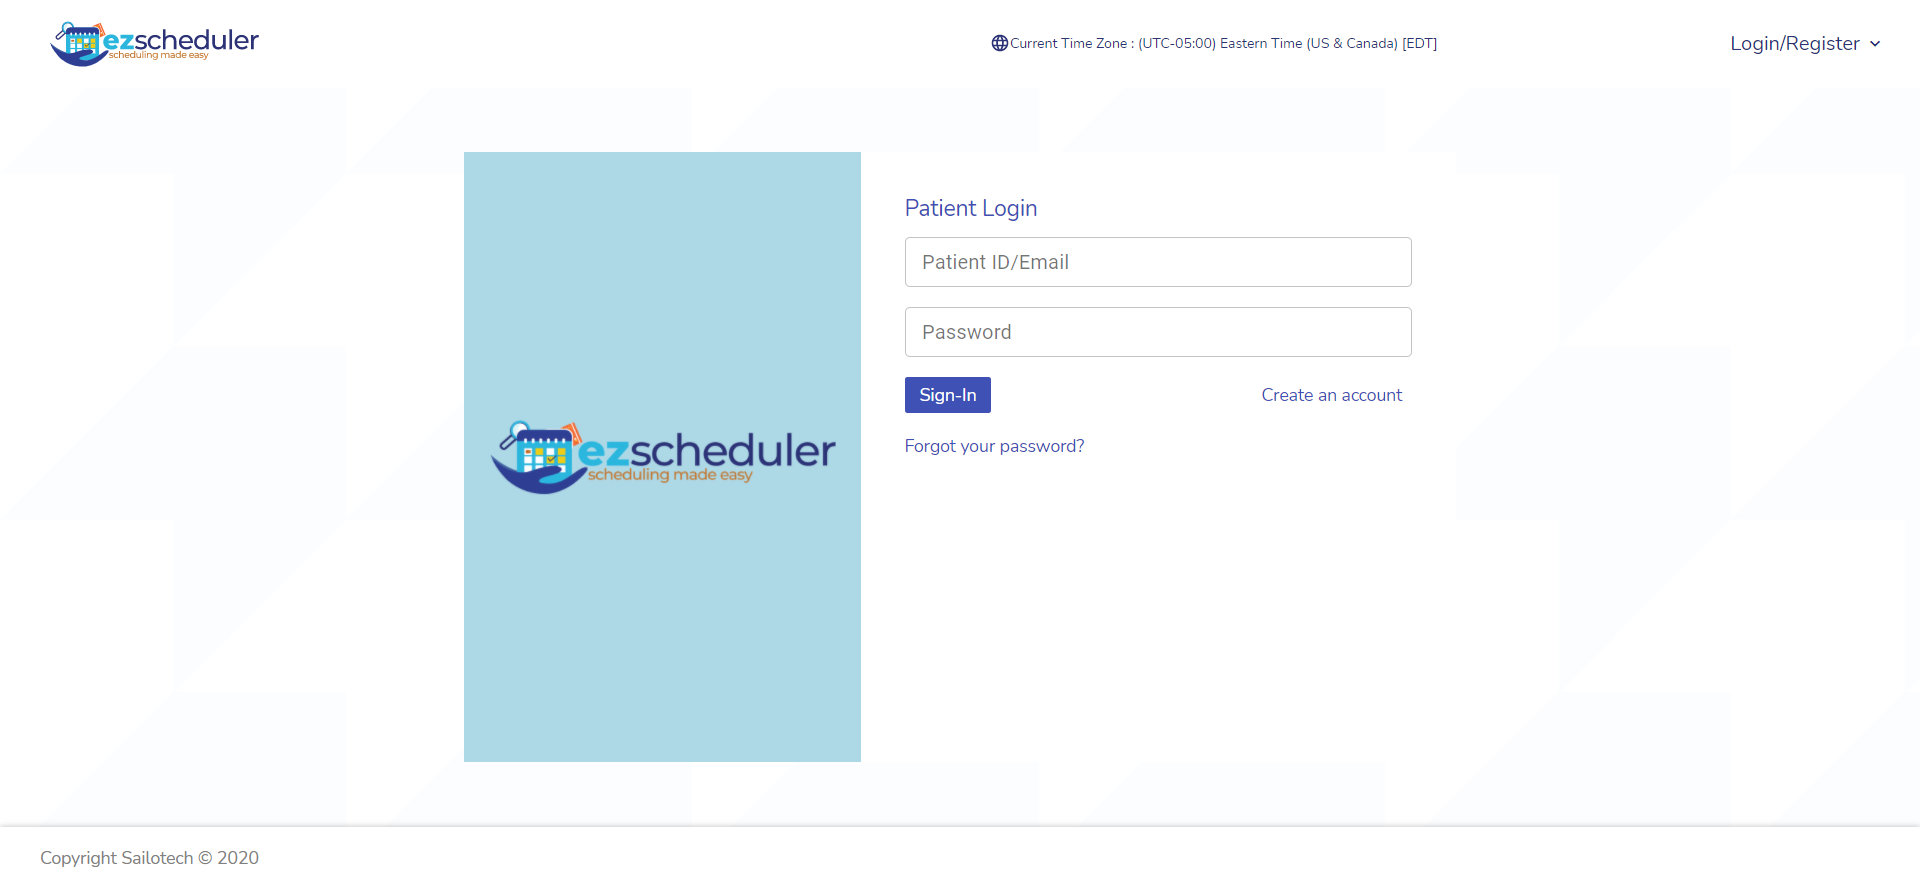 ezscheduler
scheduling made easy
Current Time Zone : (UTC-05:00) Eastern Time (US & Canada) [EDT]
Login/Register
Patient Login
Patient ID/Email
Password
Sign-In
Create an account
Forgot your password?
ezscheduler
scheduling made easy
Copyright Sailotech © 2020